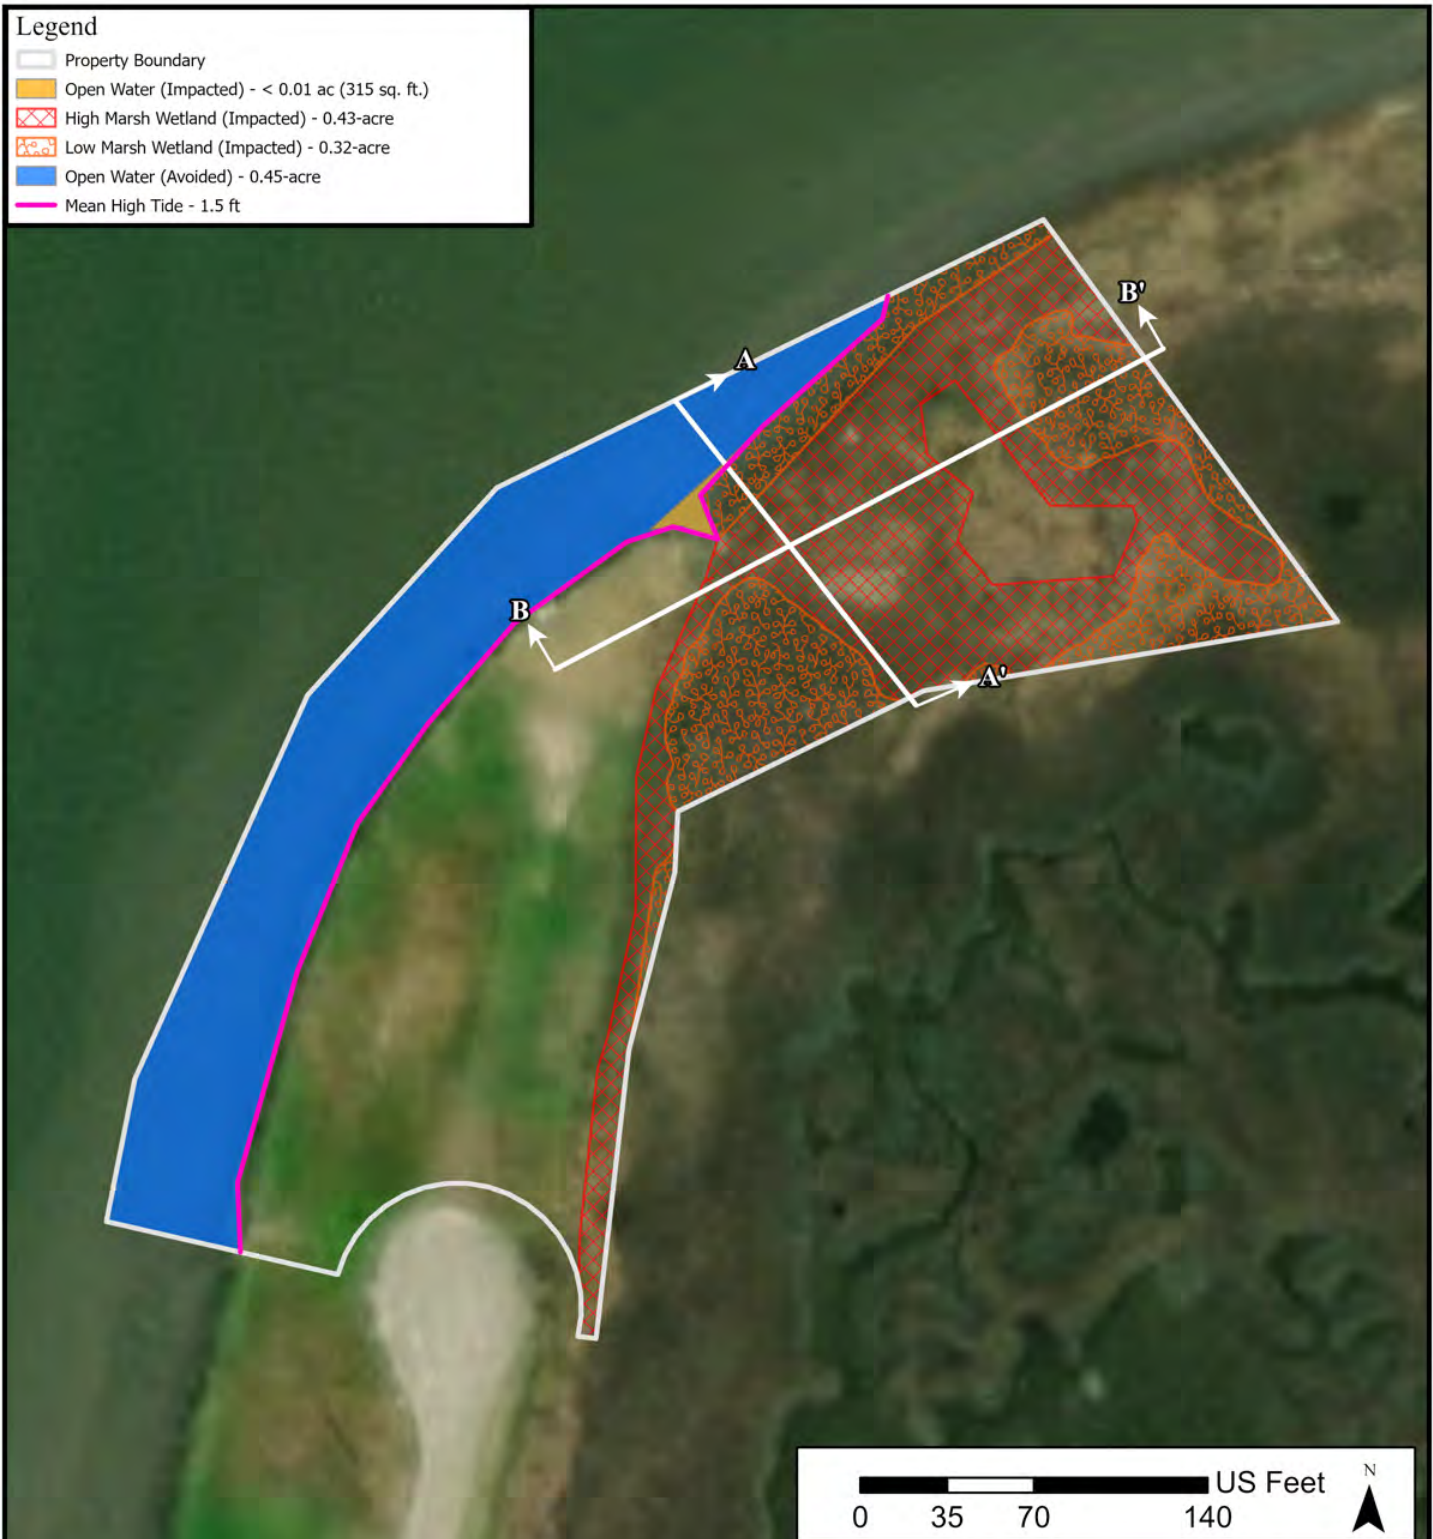 Legend
Property Boundary
Open Water (Impacted) - < 0.01 ac (315 sq. ft.)
High Marsh Wetland (Impacted) - 0.43-acre
Low Marsh Wetland (Impacted) - 0.32-acre
Open Water (Avoided) - 0.45-acre
Mean High Tide - 1.5 ft
B'
A
B
A'
US Feet
N
0 35 70 140